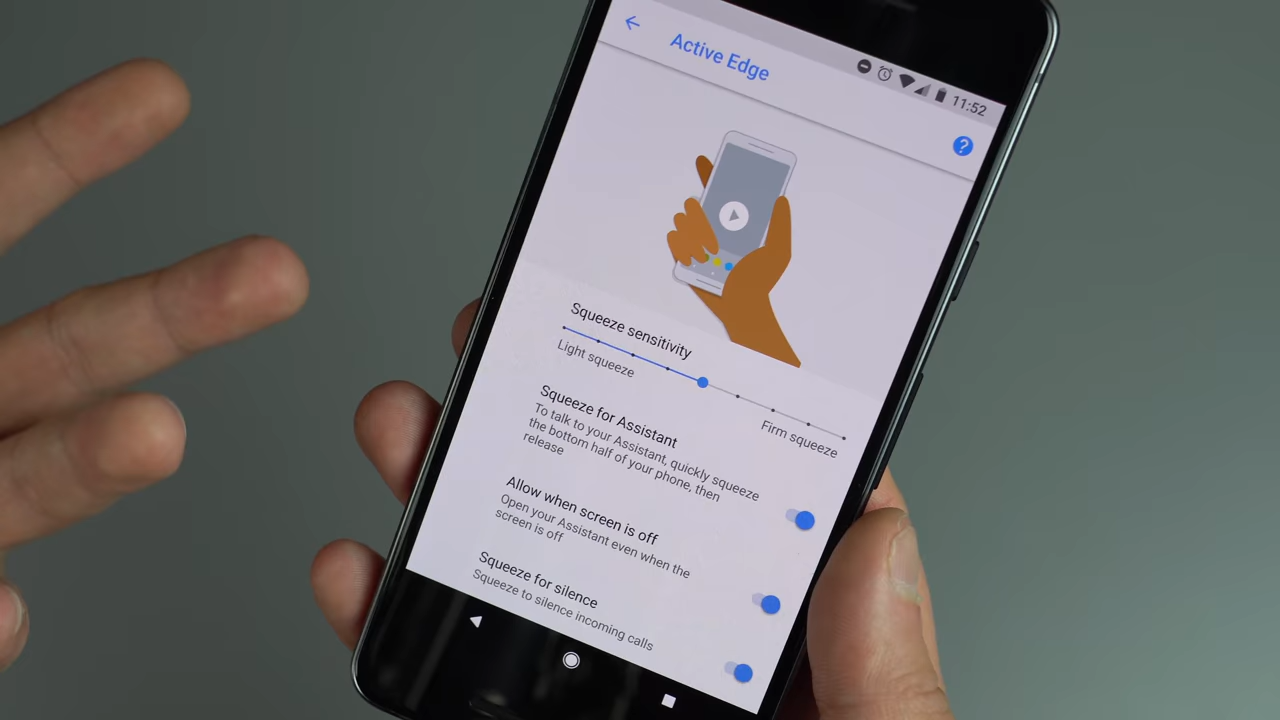 11:52
Active Edge
?
Squeeze sensitivity
Light squeeze
Firm squeeze
Squeeze for Assistant
To talk to your Assistant, quickly squeeze
the bottom half of your phone, then
release
Allow when screen is off
Open your Assistant even when the
screen is off
Squeeze for silence
Squeeze to silence incoming calls